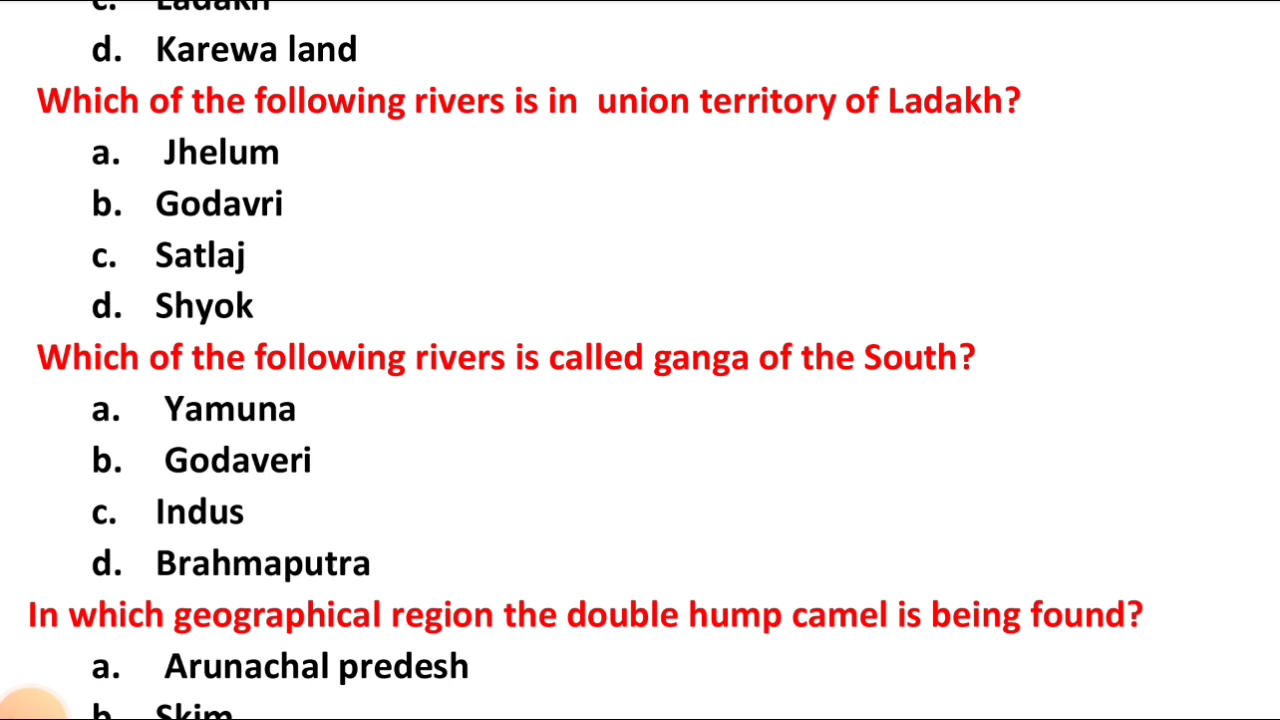 c. Ladakh
d. Karewa land
Which of the following rivers is in union territory of Ladakh?
a. Jhelum
b. Godavri
c. Satlaj
d. Shyok
Which of the following rivers is called ganga of the South?
a. Yamuna
b. Godaveri
c. Indus
d. Brahmaputra
In which geographical region the double hump camel is being found?
a. Arunachal predesh
b. Skim